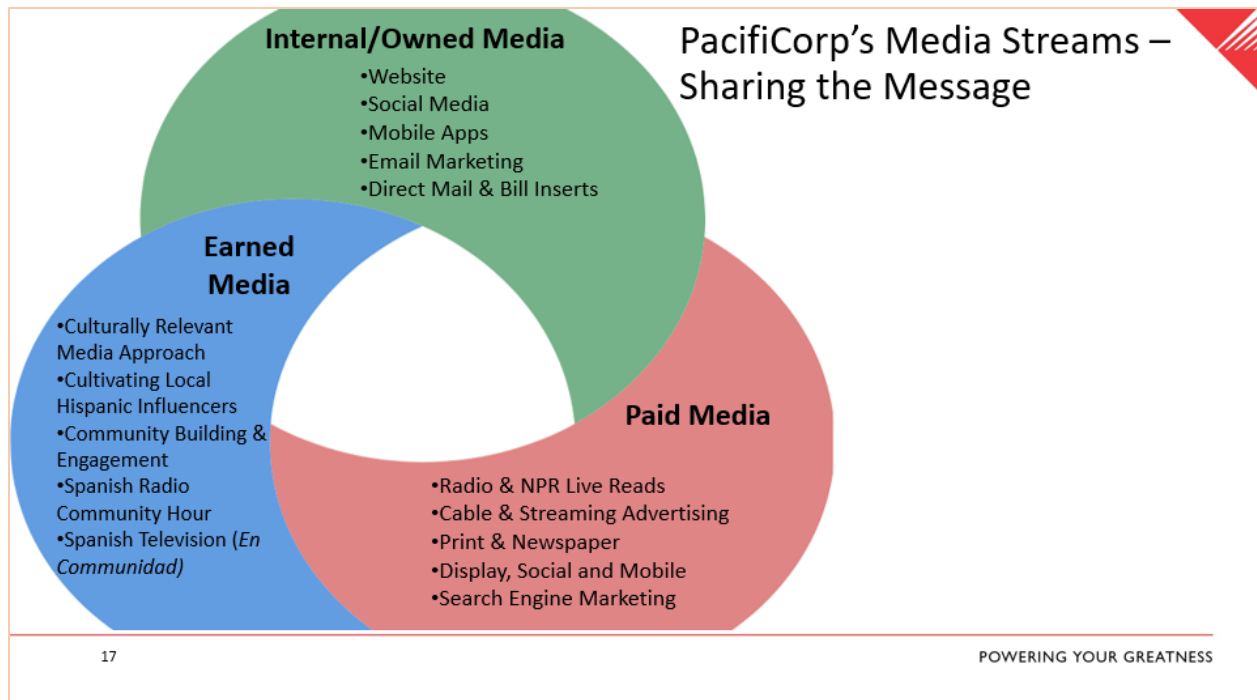 PacifiCorp’s Media Streams –
Sharing the Message
Internal/Owned Media
•Website
•Social Media
•Mobile Apps
•Email Marketing
•Direct Mail & Bill Inserts
Earned
Media
•Culturally Relevant
Media Approach
•Cultivating Local
Hispanic Influencers
•Community Building &
Engagement
•Spanish Radio
Community Hour
•Spanish Television (En
Communidad)
Paid Media
•Radio & NPR Live Reads
•Cable & Streaming Advertising
•Print & Newspaper
•Display, Social and Mobile
•Search Engine Marketing
17
POWERING YOUR GREATNESS